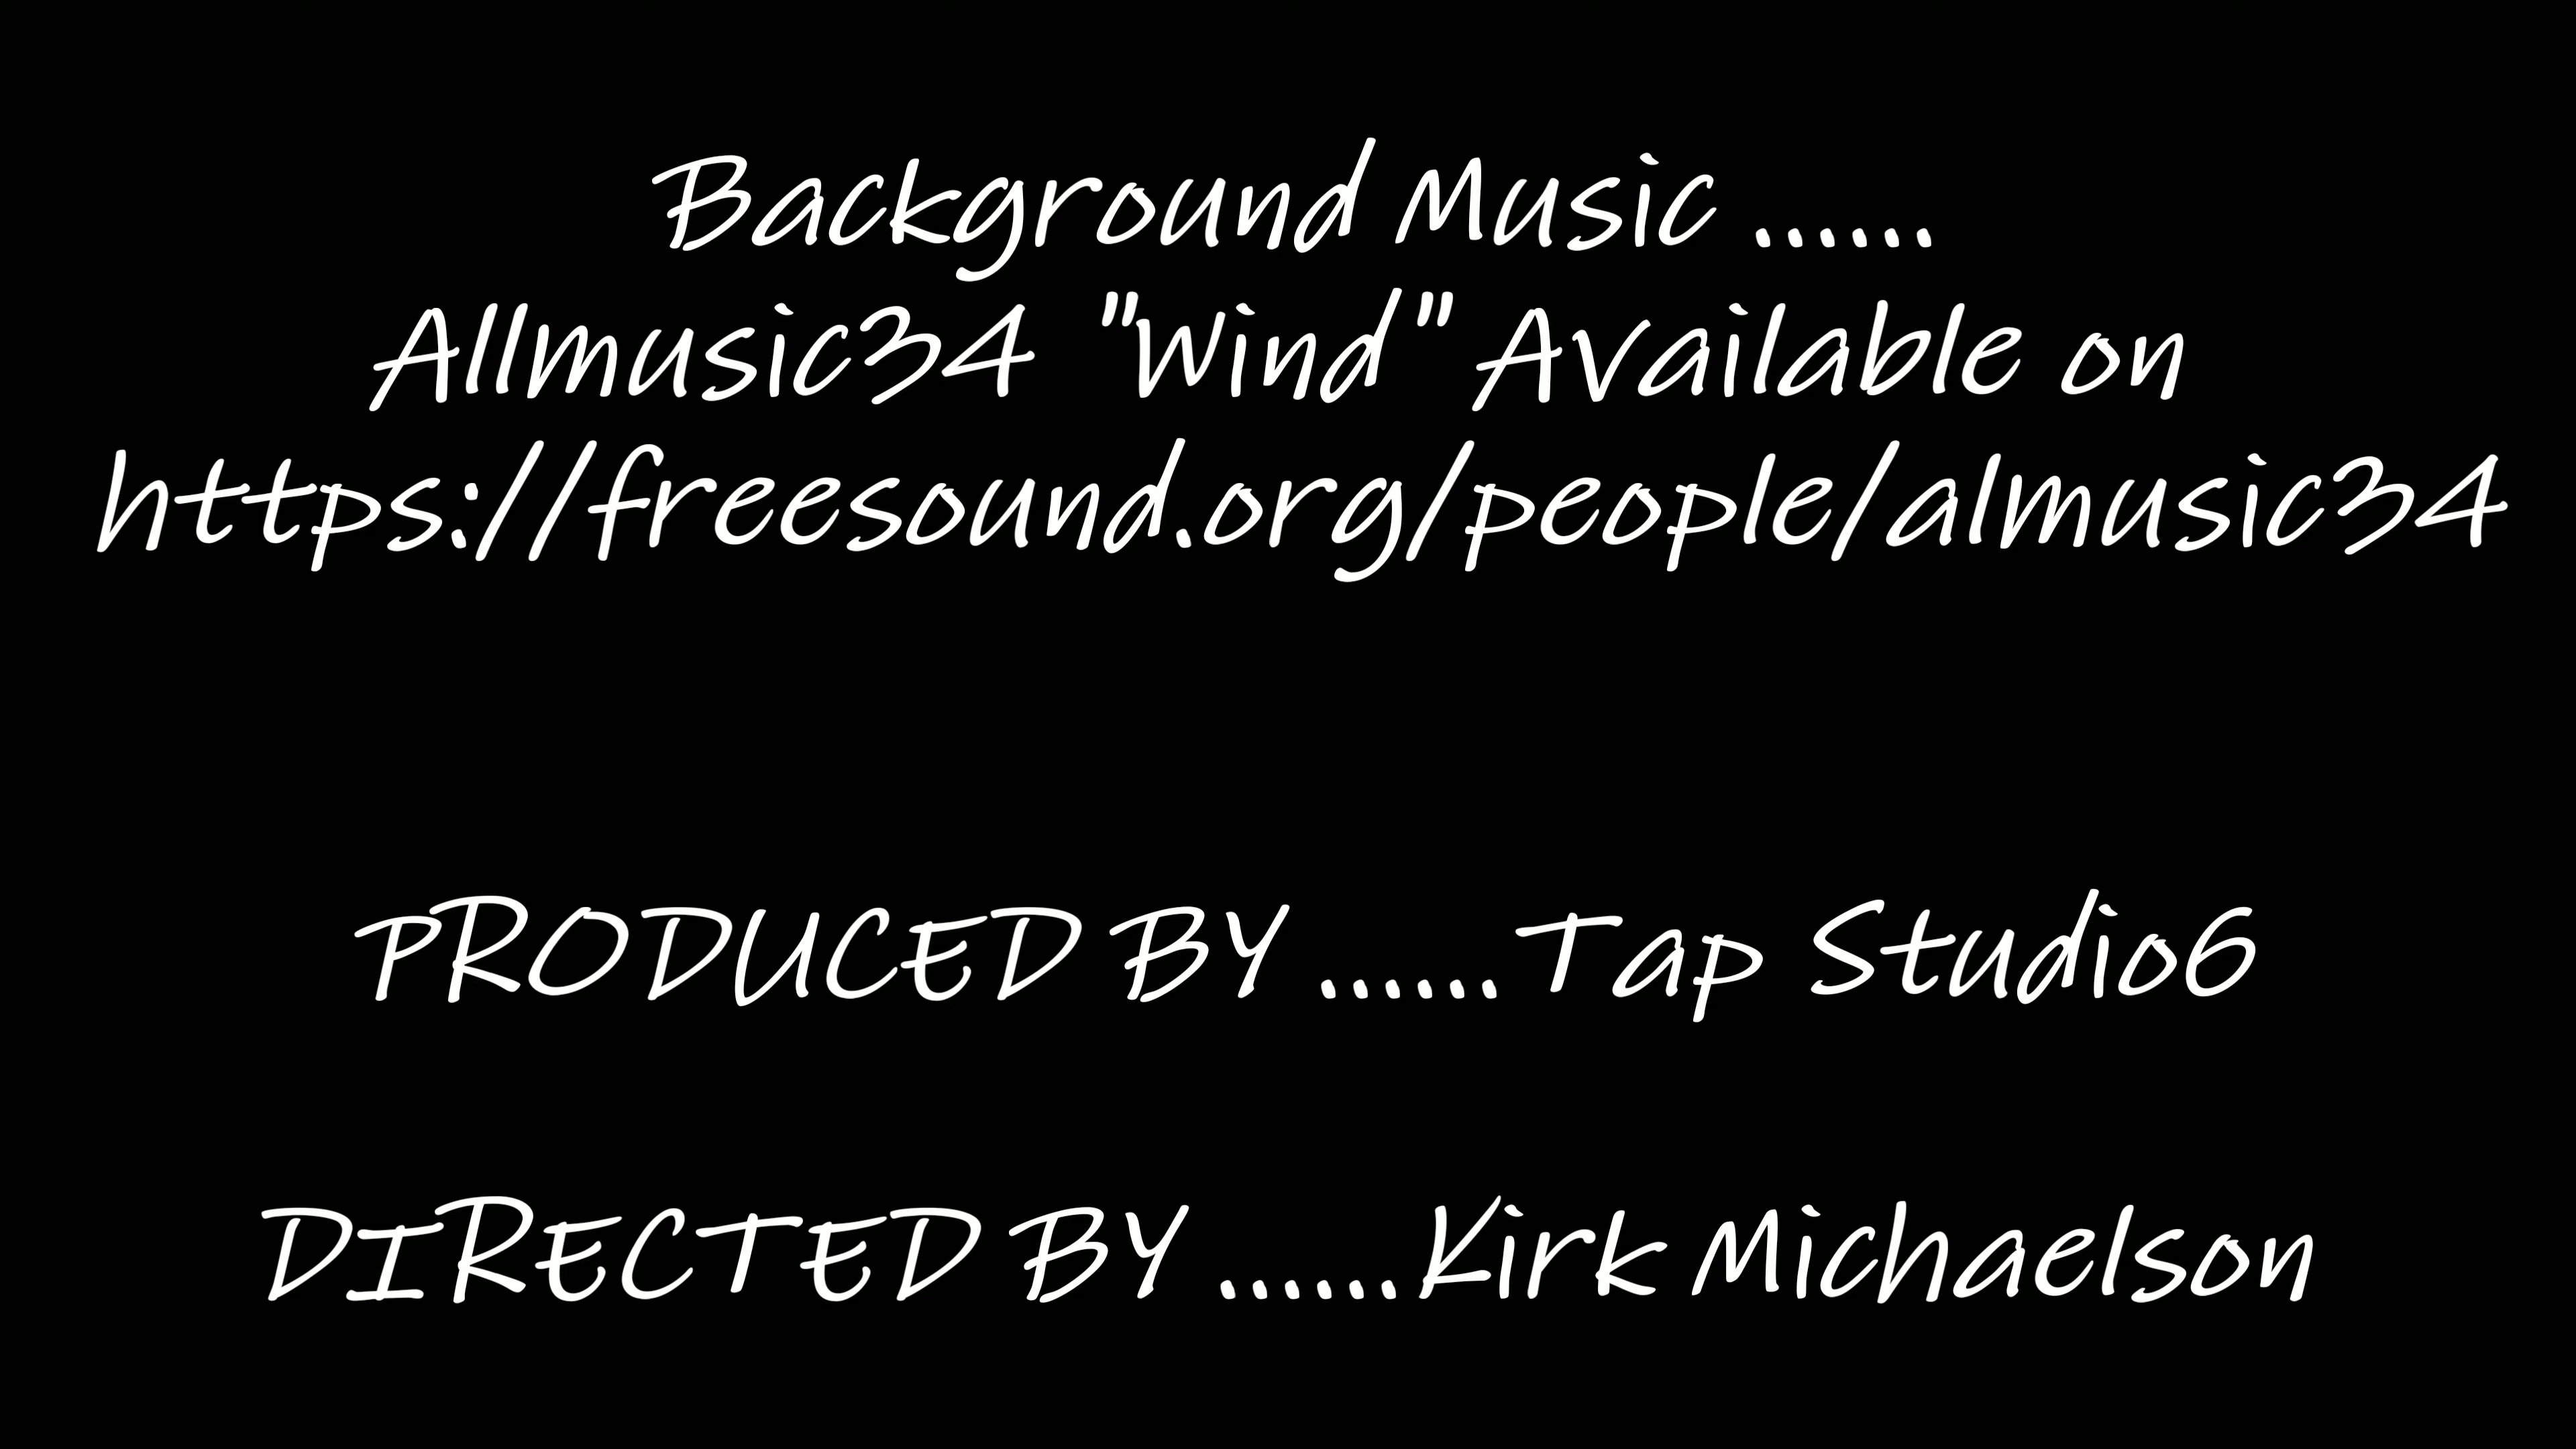 Background Music ......
Allmusic34 "Wind" Available on
https://freesound.org/people/almusic34
PRODUCED BY ......Tap Studio6
DIRECTED BY ......Kirk Michaelson